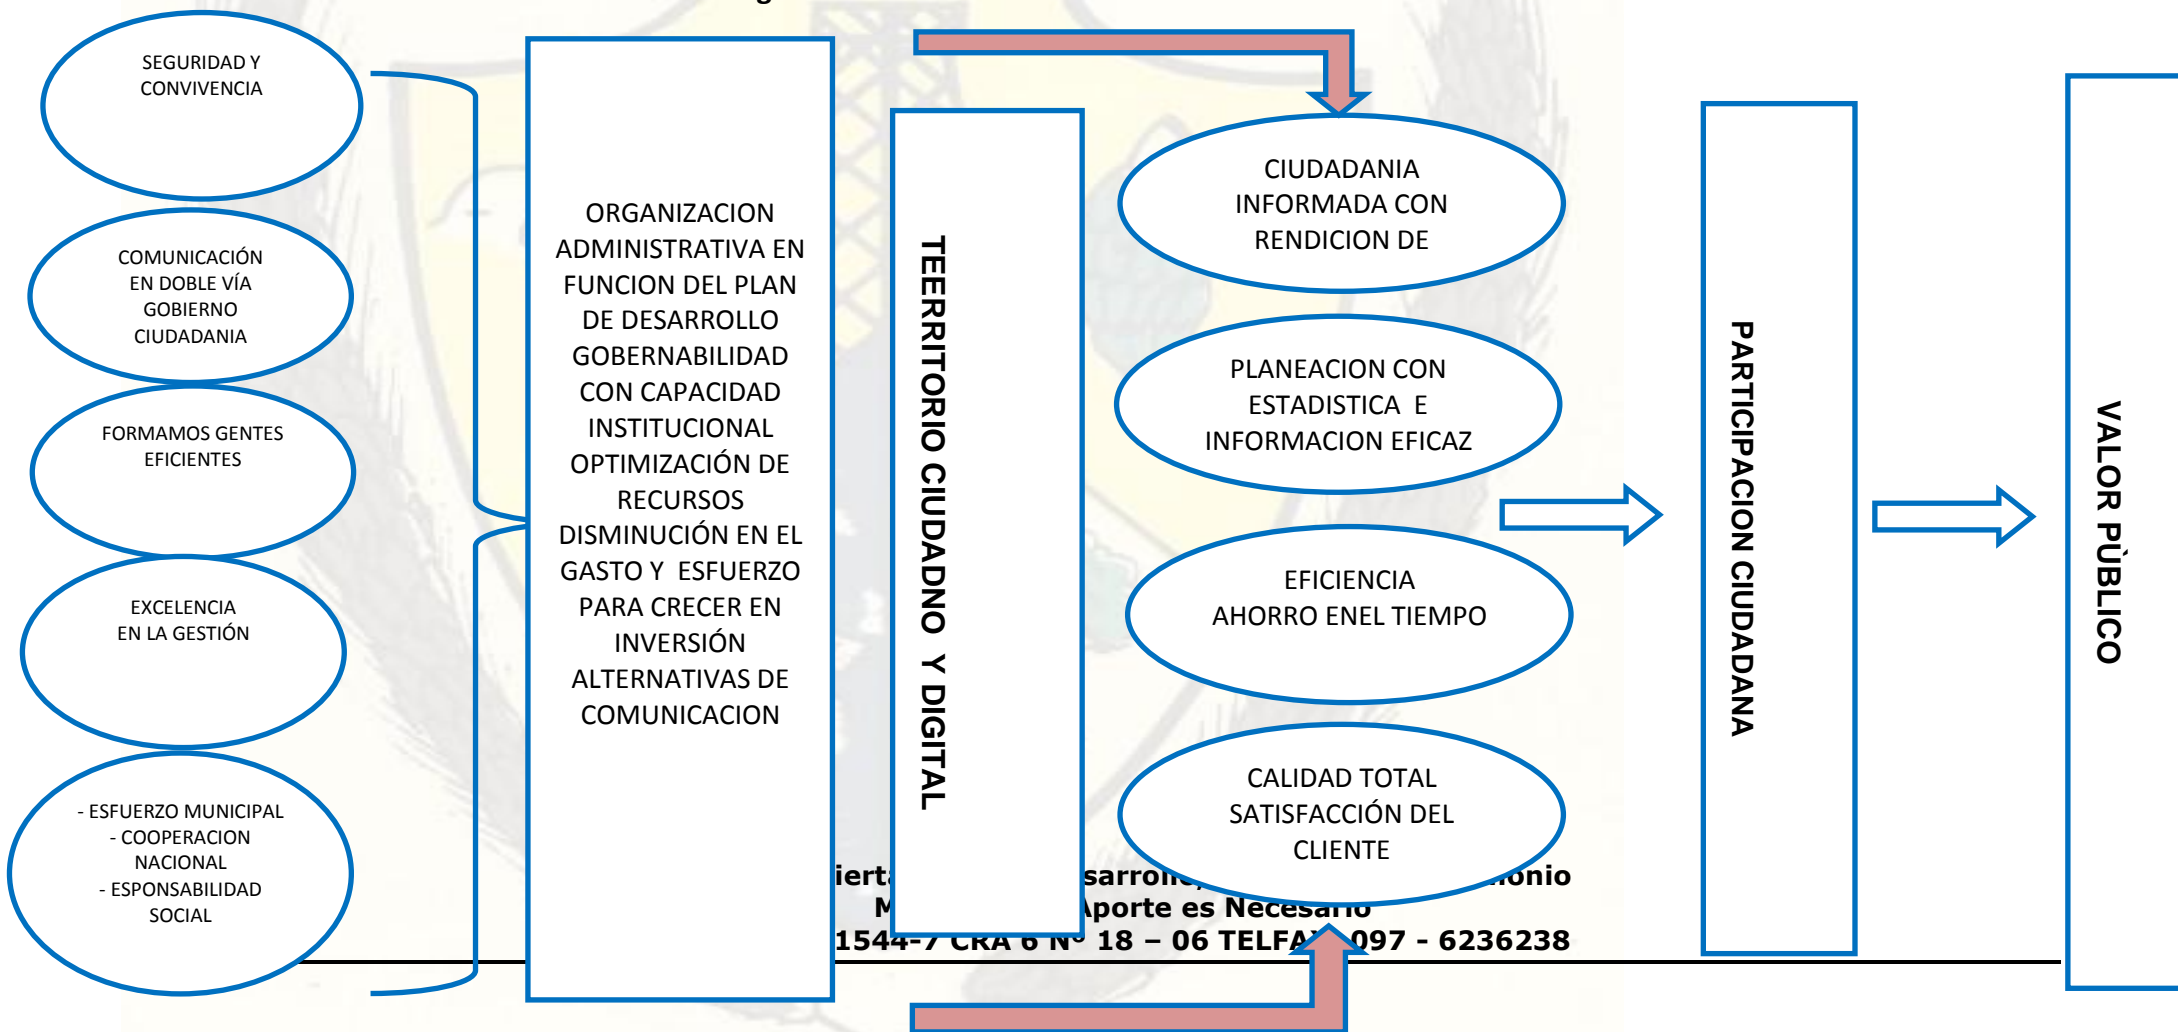 SEGURIDAD Y
CONVIVENCIA
COMUNICACIÓN
EN DOBLE VÍA
GOBIERNO
CIUDADANIA
FORMAMOS GENTES
EFICIENTES
EXCELENCIA
EN LA GESTIÓN
- ESFUERZO MUNICIPAL
- COOPERACION
NACIONAL
- ESPONSABILIDAD
SOCIAL
ORGANIZACION
ADMINISTRATIVA EN
FUNCION DEL PLAN
DE DESARROLLO
GOBERNABILIDAD
CON CAPACIDAD
INSTITUCIONAL
OPTIMIZACIÓN DE
RECURSOS
DISMINUCIÓN EN EL
GASTO Y ESFUERZO
PARA CRECER EN
INVERSIÓN
ALTERNATIVAS DE
COMUNICACION
TEERRITORIO CIUDADNO Y DIGITAL
CIUDADANIA
INFORMADA CON
RENDICION DE
PLANEACION CON
ESTADISTICA E
INFORMACION EFICAZ
EFICIENCIA
AHORRO ENEL TIEMPO
CALIDAD TOTAL
SATISFACCIÓN DEL
CLIENTE
PARTICIPACION CIUDADANA
VALOR PÙBLICO
Aporte es Necesario
1544-7 CRA 6 Nº 18 – 06 TELFAX 097 - 6236238